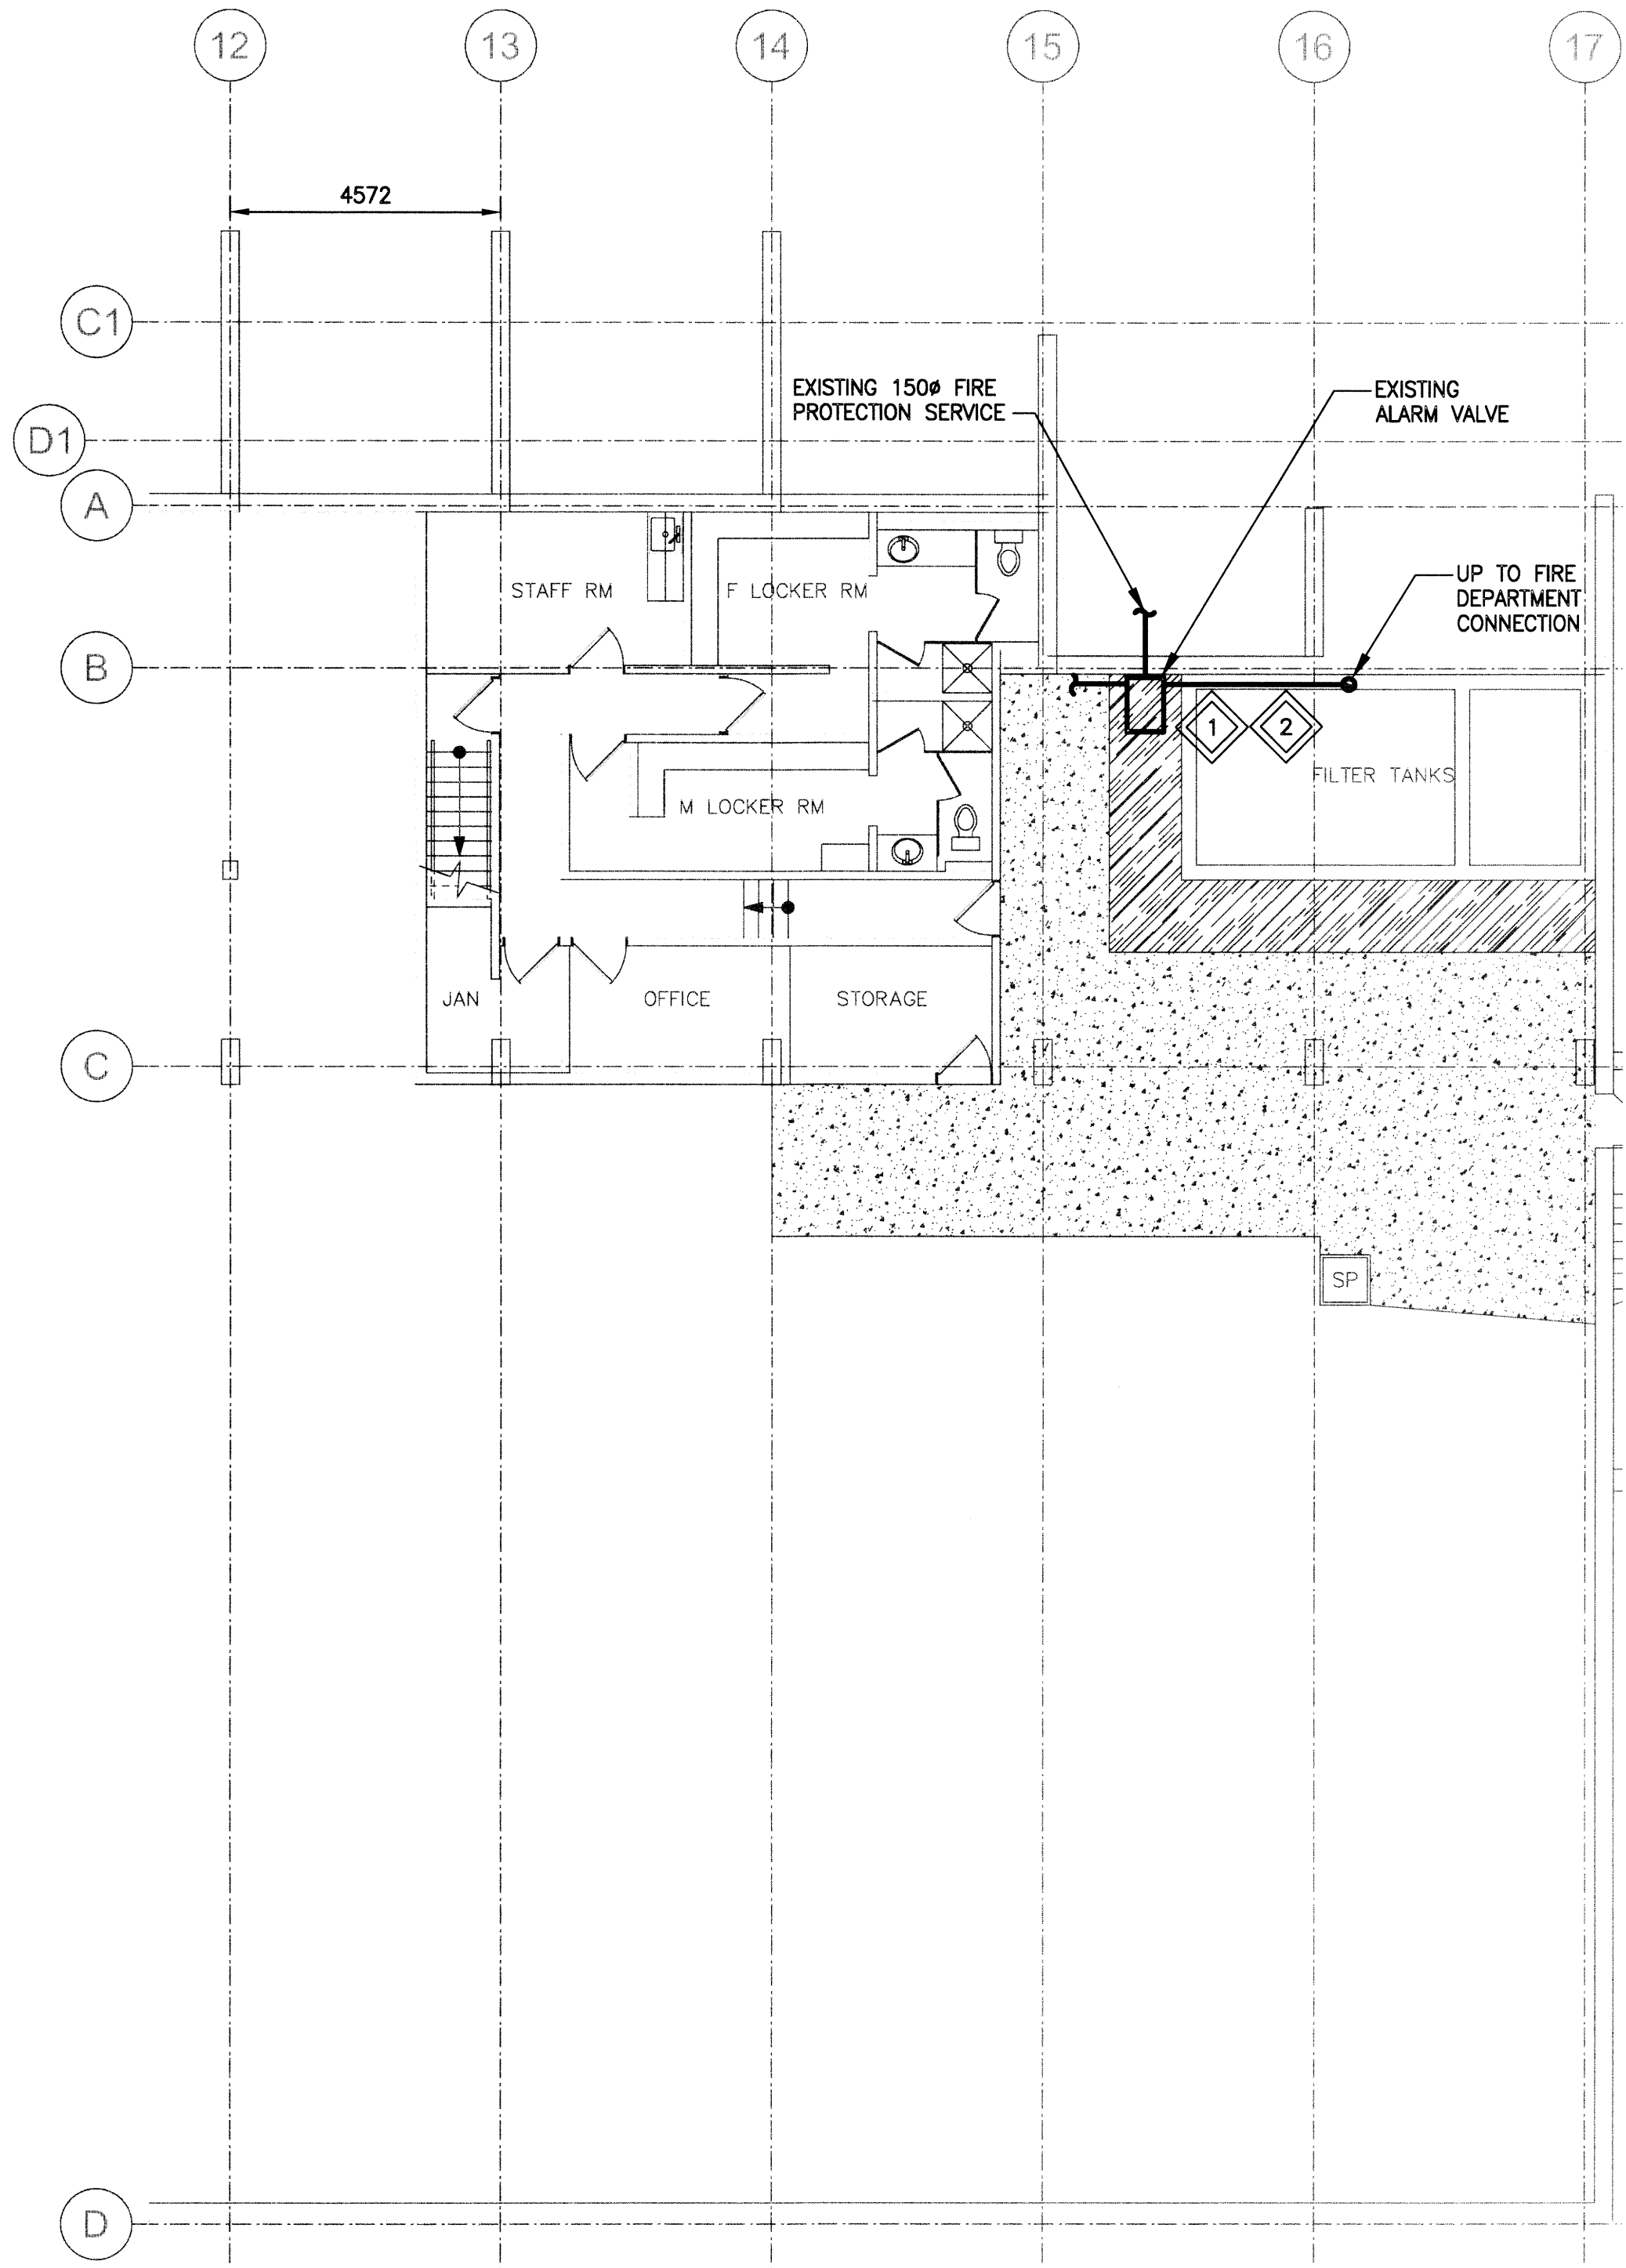 12
13
14
15
16
17
4572
C1
EXISTING 150ø FIRE
PROTECTION SERVICE
EXISTING
ALARM VALVE
D1
A
UP TO FIRE
DEPARTMENT
CONNECTION
STAFF RM
F LOCKER RM
B
1
2
FILTER TANKS
M LOCKER RM
JAN
OFFICE
STORAGE
C
SP
D